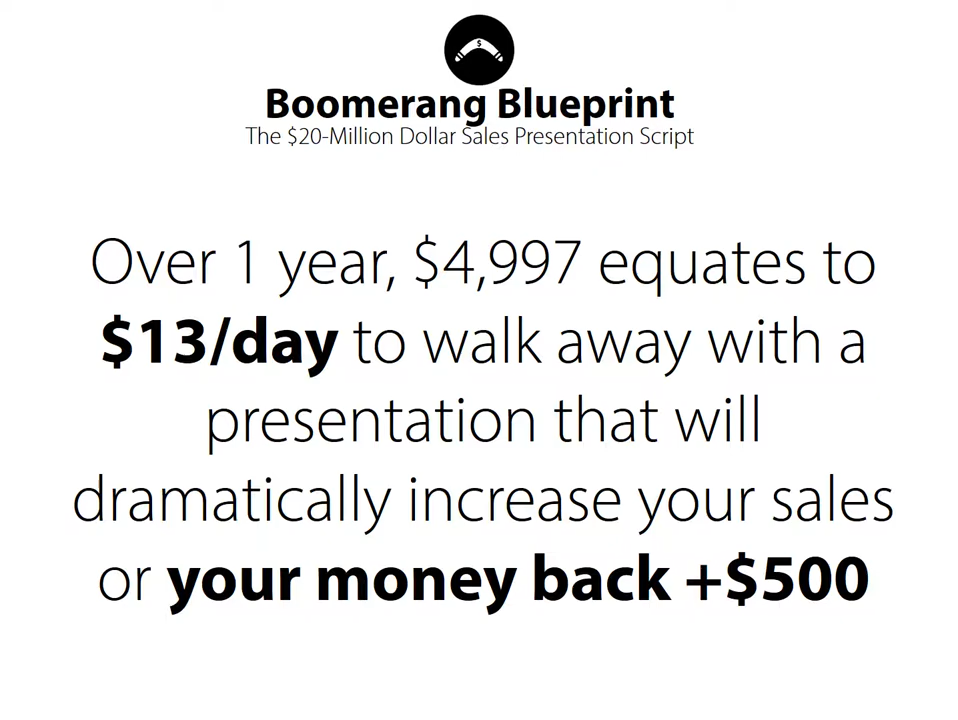 $
Boomerang Blueprint
The $20-Million Dollar Sales Presentation Script
Over 1 year, $4,997 equates to
$13/day to walk away with a
presentation that will
dramatically increase your sales
or your money back +$500